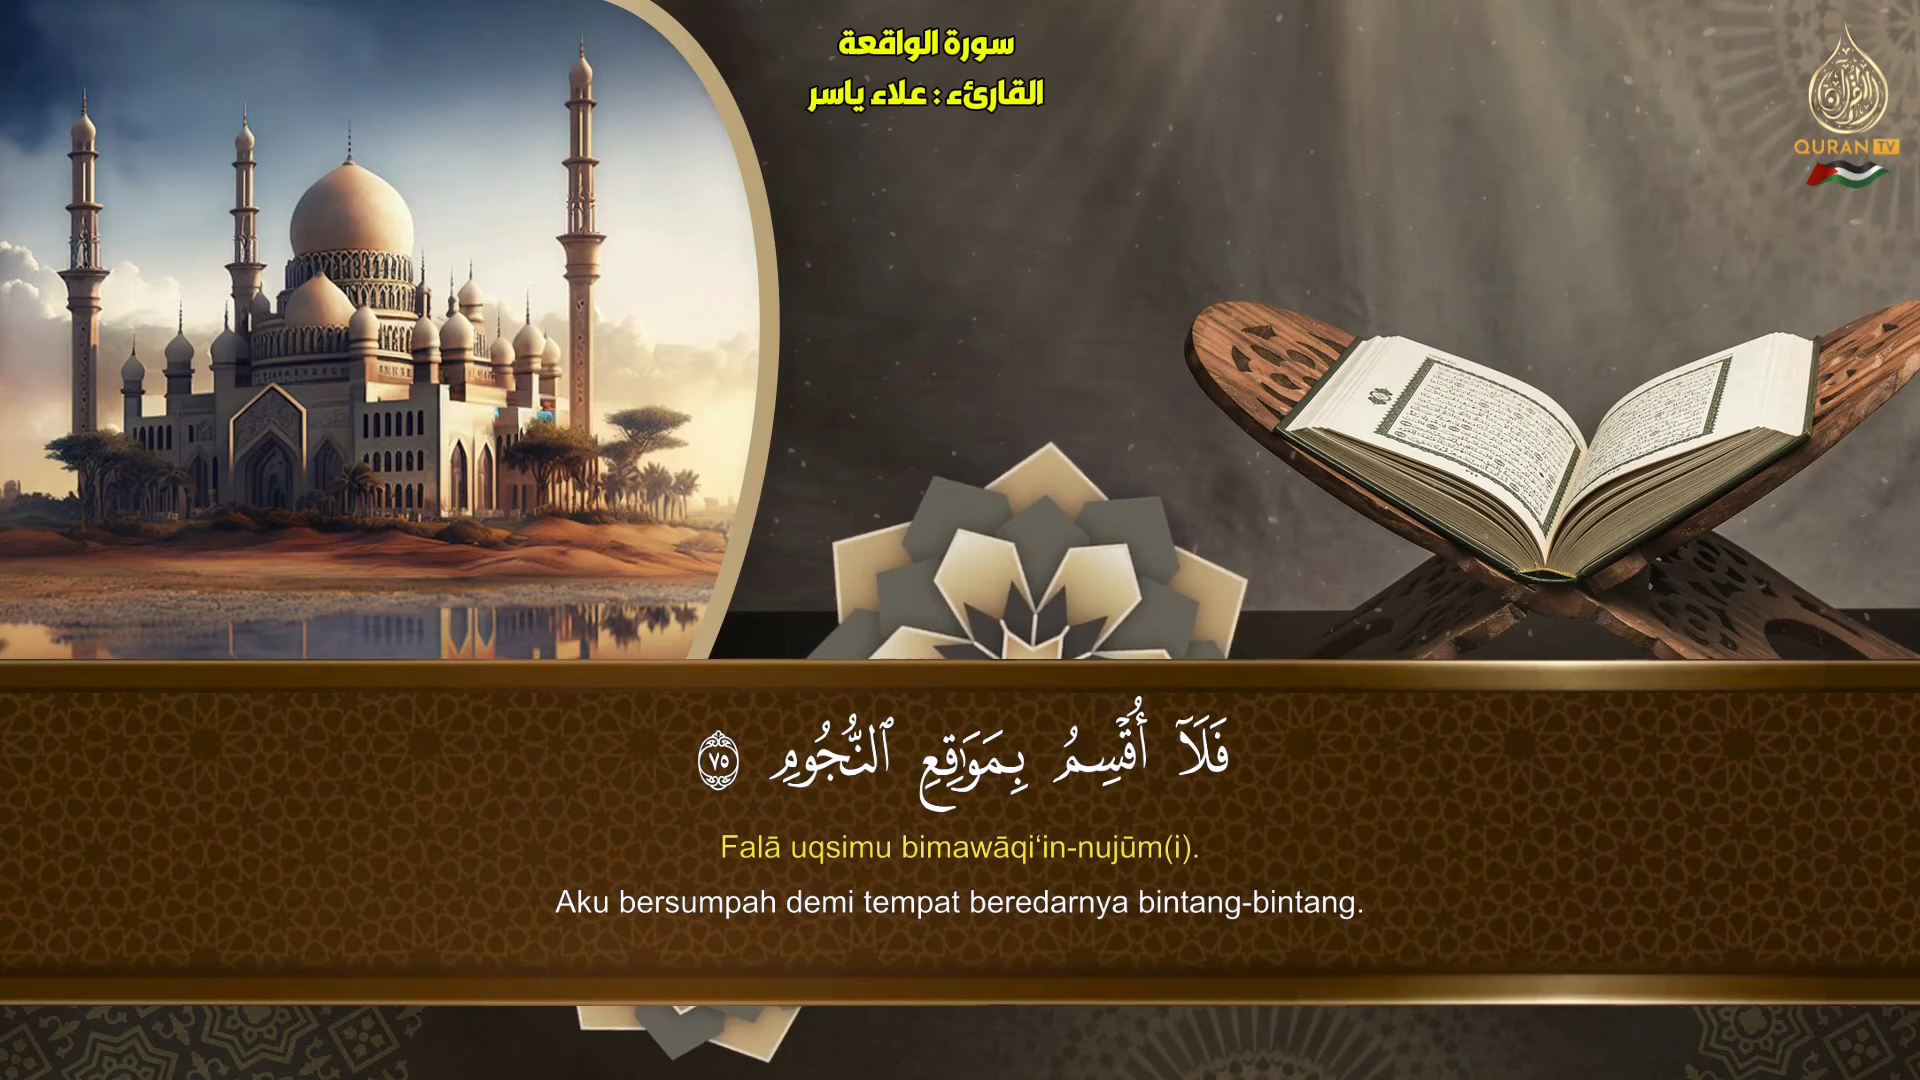 سورة الواقعة
القارئء : علاء ياسر
QURAN TV
فَلَآ أُقْسِمُ بِمَوَٰقِعِ ٱلنُّجُومِ ٧٥
Falā uqsimu bimawāqi‘in-nujūm(i).
Aku bersumpah demi tempat beredarnya bintang-bintang.